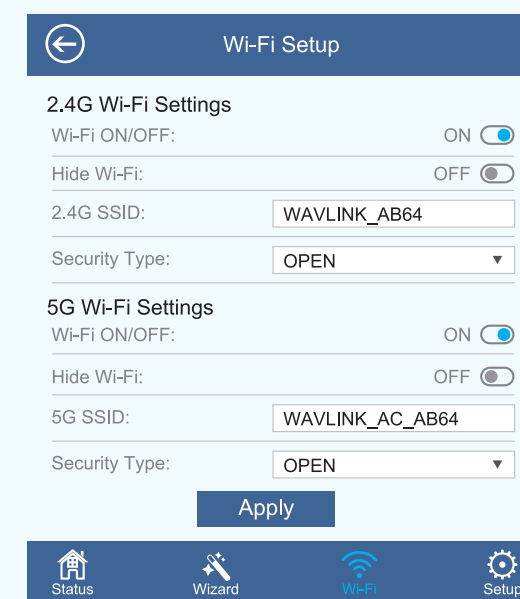 Wi-Fi Setup
2.4G Wi-Fi Settings
Wi-Fi ON/OFF: ON
Hide Wi-Fi: OFF
2.4G SSID: WAVLINK_AB64
Security Type: OPEN
5G Wi-Fi Settings
Wi-Fi ON/OFF: ON
Hide Wi-Fi: OFF
5G SSID: WAVLINK_AC_AB64
Security Type: OPEN
Apply
Status Wizard Wi-Fi Setup